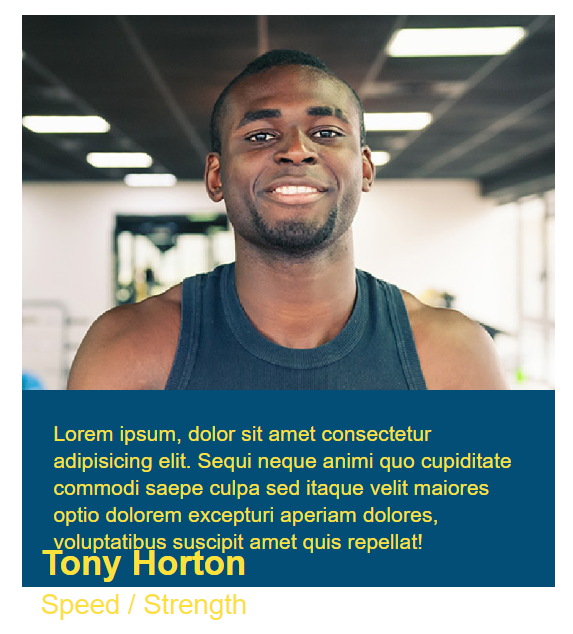 Lorem ipsum, dolor sit amet consectetur
adipisicing elit. Sequi neque animi quo cupiditate
commodi saepe culpa sed itaque velit maiores
optio dolorem excepturi aperiam dolores,
voluptatibus suscipit amet quis repellat!
Tony Horton
Speed / Strength